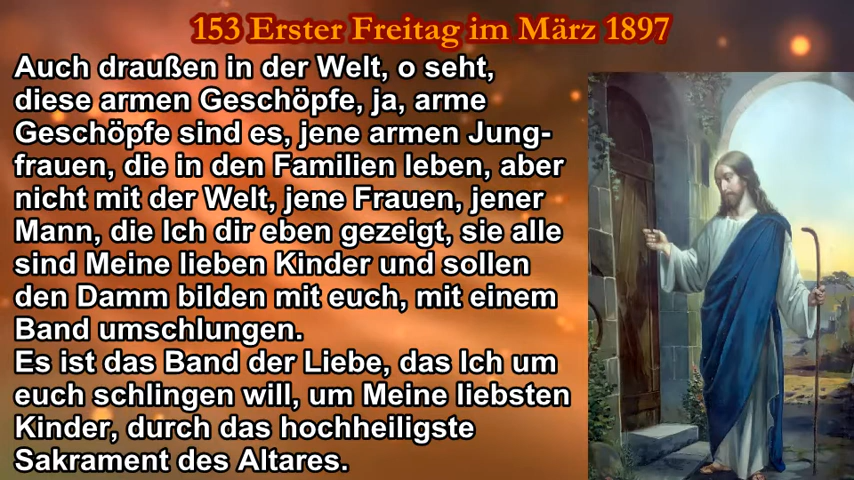 153 Erster Freitag im März 1897
Auch draußen in der Welt, o seht,
diese armen Geschöpfe, ja, arme
Geschöpfe sind es, jene armen Jung-
frauen, die in den Familien leben, aber
nicht mit der Welt, jene Frauen, jener
Mann, die Ich dir eben gezeigt, sie alle
sind Meine lieben Kinder und sollen
den Damm bilden mit euch, mit einem
Band umschlungen.
Es ist das Band der Liebe, das Ich um
euch schlingen will, um Meine liebsten
Kinder, durch das hochheiligste
Sakrament des Altares.